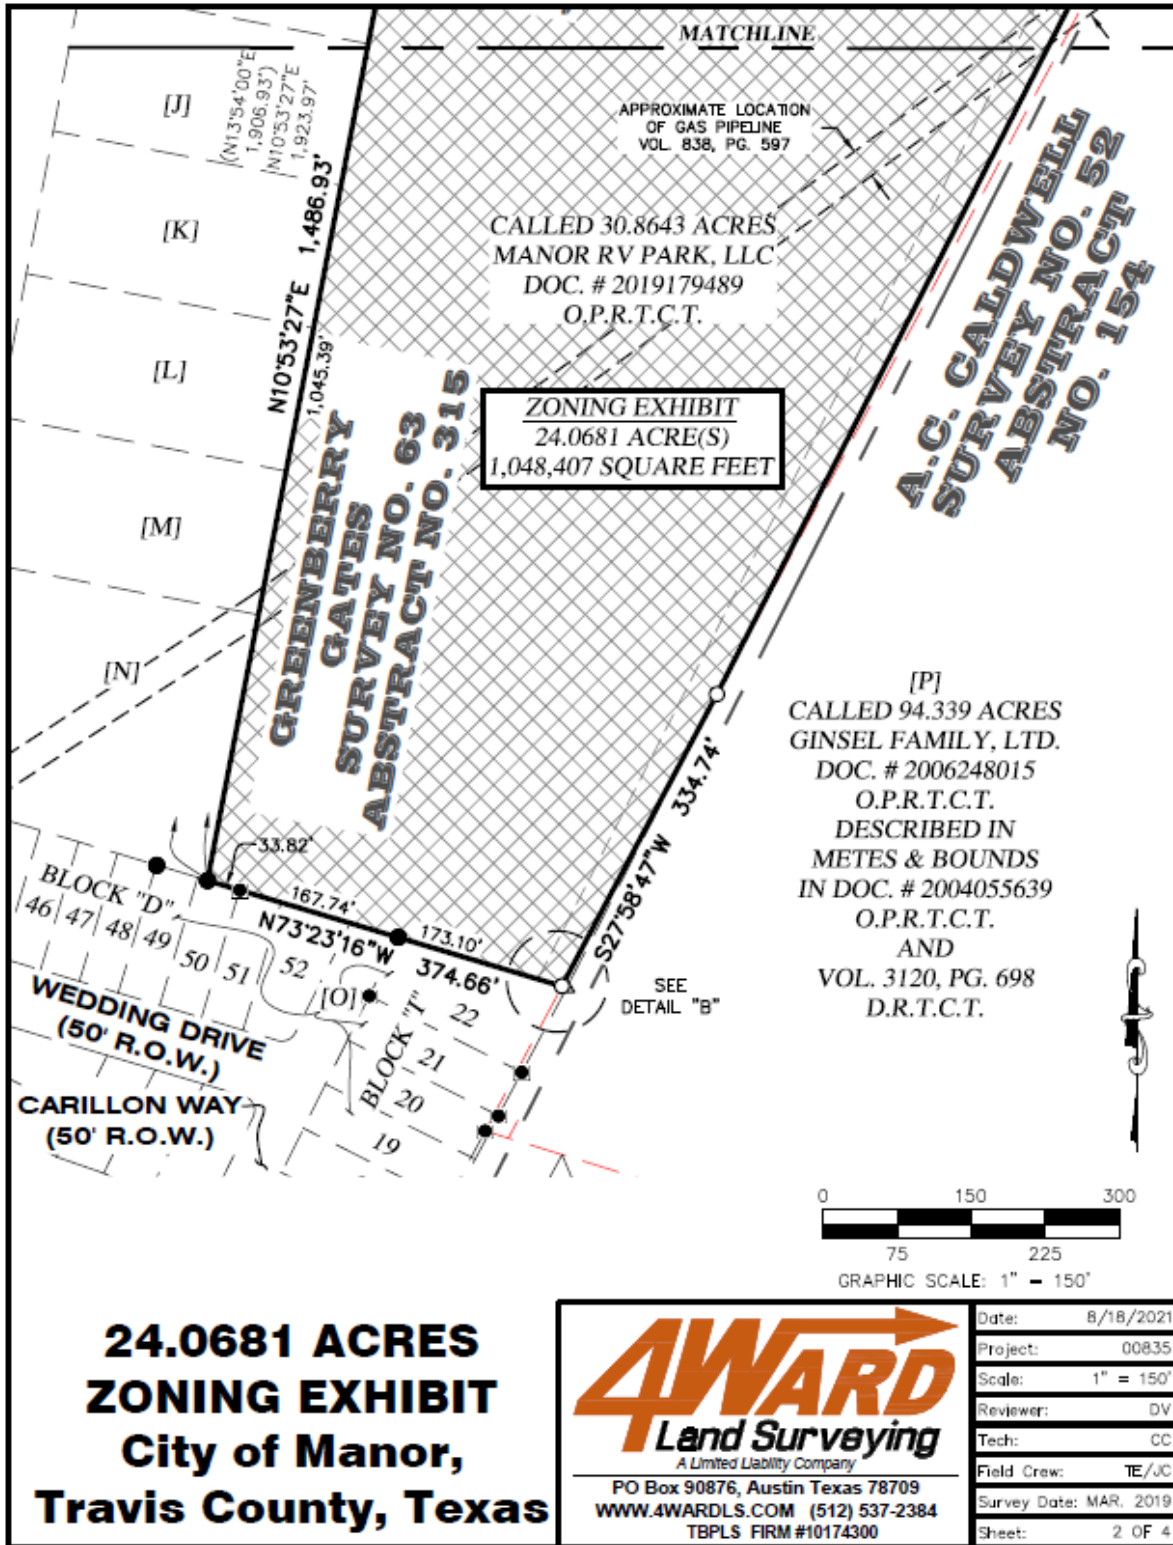 MATCHLINE
[J]
(N13°54'00"E
1,906.93')
N10°53'27"E
1,923.97'
APPROXIMATE LOCATION
OF GAS PIPELINE
VOL. 838, PG. 597
[K]
N10°53'27"E 1,486.93'
1,045.39'
CALLED 30.8643 ACRES
MANOR RV PARK, LLC
DOC. # 2019179489
O.P.R.T.C.T.
A.C. CALDWELL
SURVEY NO. 52
ABSTRACT
NO. 154
[L]
ZONING EXHIBIT
24.0681 ACRE(S)
1,048,407 SQUARE FEET
GREENBERRY
GATES
SURVEY NO. 63
ABSTRACT NO. 315
[M]
[N]
[P]
CALLED 94.339 ACRES
GINSEL FAMILY, LTD.
DOC. # 2006248015
O.P.R.T.C.T.
DESCRIBED IN
METES & BOUNDS
IN DOC. # 2004055639
O.P.R.T.C.T.
AND
VOL. 3120, PG. 698
D.R.T.C.T.
S27°58'47"W 334.74'
33.82'
167.74'
173.10'
N73°23'16"W 374.66'
BLOCK "D"
46 47 48 49 50 51 52
[O]
SEE
DETAIL "B"
BLOCK "I"
22
21
20
19
WEDDING DRIVE
(50' R.O.W.)
CARILLON WAY
(50' R.O.W.)
0 150 300
75 225
GRAPHIC SCALE: 1" = 150'
24.0681 ACRES
ZONING EXHIBIT
City of Manor,
Travis County, Texas
4WARD
Land Surveying
A Limited Liability Company
PO Box 90876, Austin Texas 78709
WWW.4WARDLS.COM (512) 537-2384
TBPLS FIRM #10174300
Date: 8/18/2021
Project: 00835
Scale: 1" = 150'
Reviewer: DV
Tech: CC
Field Crew: TE/JC
Survey Date: MAR. 2019
Sheet: 2 OF 4